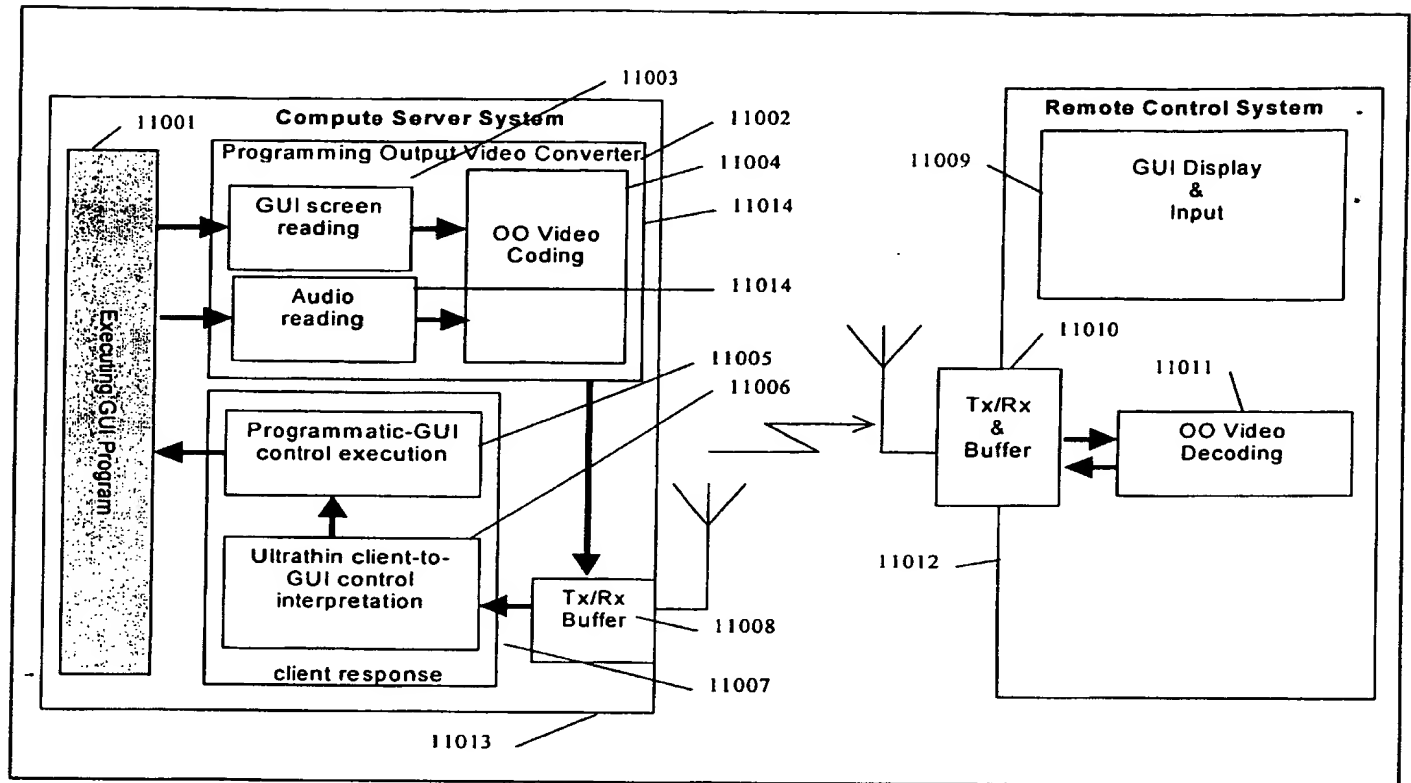 11003
11001
Compute Server System
11002
Programming Output Video Converter
11004
GUI screen
reading
OO Video
Coding
11014
Audio
reading
11014
Executing GUI Program
11005
11006
Programmatic-GUI
control execution
Ultrathin client-to-
GUI control
interpretation
Tx/Rx
Buffer
11008
client response
11007
11013
Remote Control System
11009
GUI Display
&
Input
11010
Tx/Rx
&
Buffer
11011
OO Video
Decoding
11012